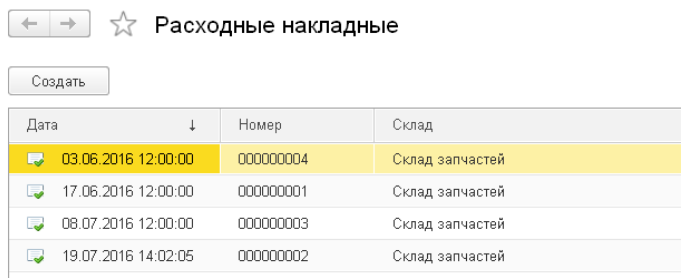 Расходные накладные
Создать
Дата ↓ Номер Склад
03.06.2016 12:00:00 000000004 Склад запчастей
17.06.2016 12:00:00 000000001 Склад запчастей
08.07.2016 12:00:00 000000003 Склад запчастей
19.07.2016 14:02:05 000000002 Склад запчастей